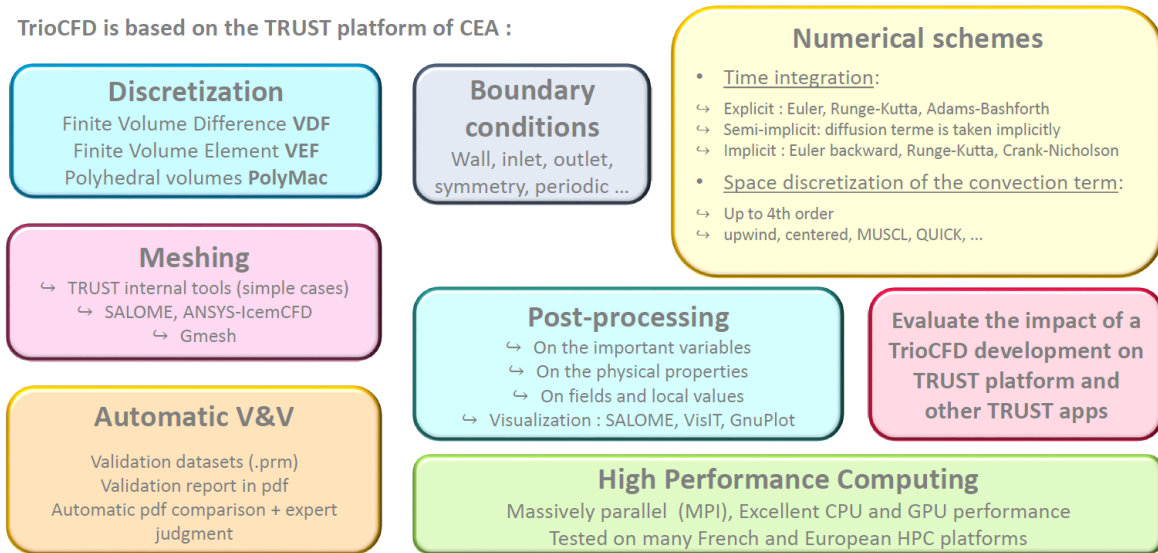 TrioCFD is based on the TRUST platform of CEA :
Discretization
Finite Volume Difference VDF
Finite Volume Element VEF
Polyhedral volumes PolyMac
Boundary
conditions
Wall, inlet, outlet,
symmetry, periodic ...
Numerical schemes
• Time integration:
↪ Explicit : Euler, Runge-Kutta, Adams-Bashforth
↪ Semi-implicit: diffusion terme is taken implicitly
↪ Implicit : Euler backward, Runge-Kutta, Crank-Nicholson
• Space discretization of the convection term:
↪ Up to 4th order
↪ upwind, centered, MUSCL, QUICK, ...
Meshing
↪ TRUST internal tools (simple cases)
↪ SALOME, ANSYS-IcemCFD
↪ Gmesh
Post-processing
↪ On the important variables
↪ On the physical properties
↪ On fields and local values
↪ Visualization : SALOME, VisIT, GnuPlot
Evaluate the impact of a
TrioCFD development on
TRUST platform and
other TRUST apps
Automatic V&V
Validation datasets (.prm)
Validation report in pdf
Automatic pdf comparison + expert
judgment
High Performance Computing
Massively parallel (MPI), Excellent CPU and GPU performance
Tested on many French and European HPC platforms